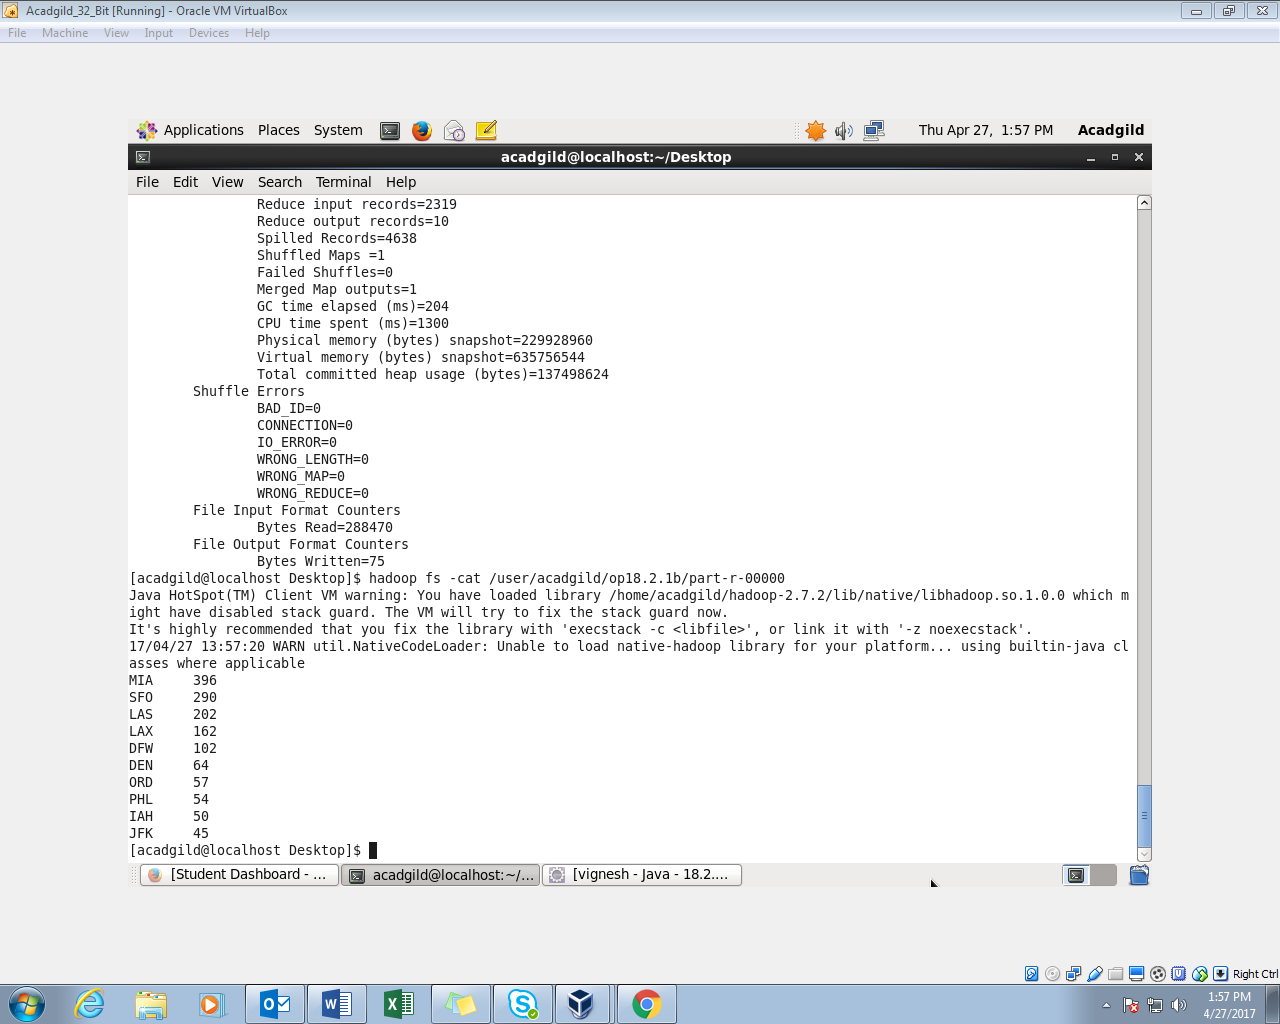 Acadgild_32_Bit [Running] - Oracle VM VirtualBox
File Machine View Input Devices Help
Applications Places System Thu Apr 27, 1:57 PM Acadgild
acadgild@localhost:~/Desktop
File Edit View Search Terminal Help
Reduce input records=2319
Reduce output records=10
Spilled Records=4638
Shuffled Maps =1
Failed Shuffles=0
Merged Map outputs=1
GC time elapsed (ms)=204
CPU time spent (ms)=1300
Physical memory (bytes) snapshot=229928960
Virtual memory (bytes) snapshot=635756544
Total committed heap usage (bytes)=137498624
Shuffle Errors
BAD_ID=0
CONNECTION=0
IO_ERROR=0
WRONG_LENGTH=0
WRONG_MAP=0
WRONG_REDUCE=0
File Input Format Counters
Bytes Read=288470
File Output Format Counters
Bytes Written=75
[acadgild@localhost Desktop]$ hadoop fs -cat /user/acadgild/op18.2.1b/part-r-00000
Java HotSpot(TM) Client VM warning: You have loaded library /home/acadgild/hadoop-2.7.2/lib/native/libhadoop.so.1.0.0 which m
ight have disabled stack guard. The VM will try to fix the stack guard now.
It's highly recommended that you fix the library with 'execstack -c <libfile>', or link it with '-z noexecstack'.
17/04/27 13:57:20 WARN util.NativeCodeLoader: Unable to load native-hadoop library for your platform... using builtin-java cl
asses where applicable
MIA 396
SFO 290
LAS 202
LAX 162
DFW 102
DEN 64
ORD 57
PHL 54
IAH 50
JFK 45
[acadgild@localhost Desktop]$
[Student Dashboard - ... acadgild@localhost:~/... [vignesh - Java - 18.2....
Right Ctrl
1:57 PM
4/27/2017